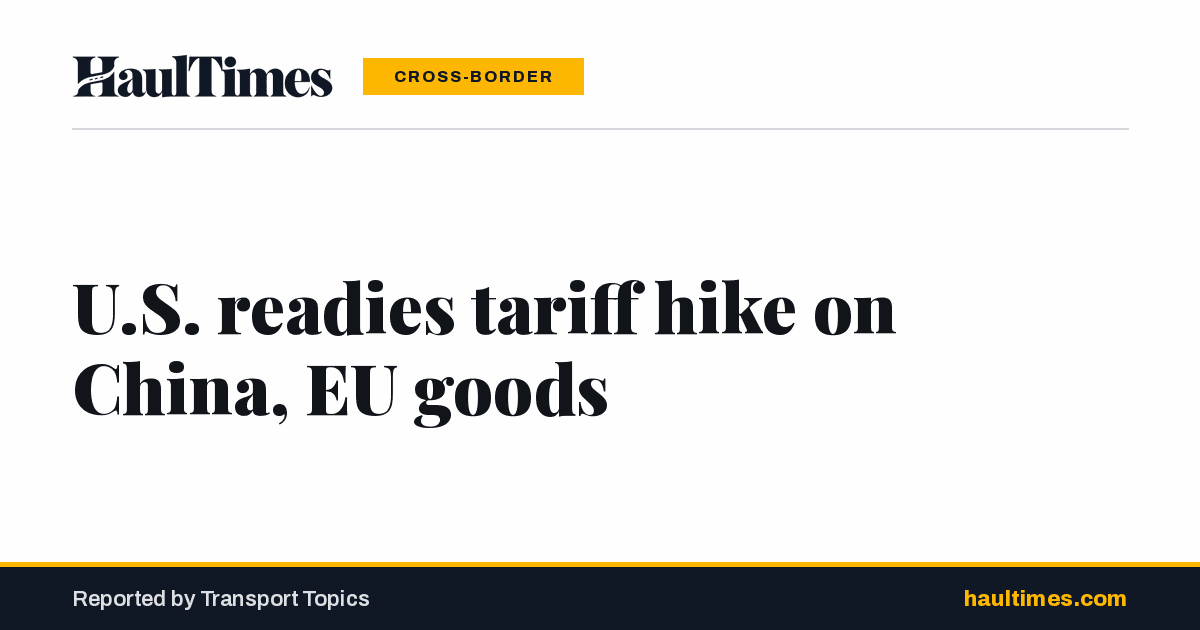 HaulTimes
CROSS-BORDER
U.S. readies tariff hike on
China, EU goods
Reported by Transport Topics
haultimes.com